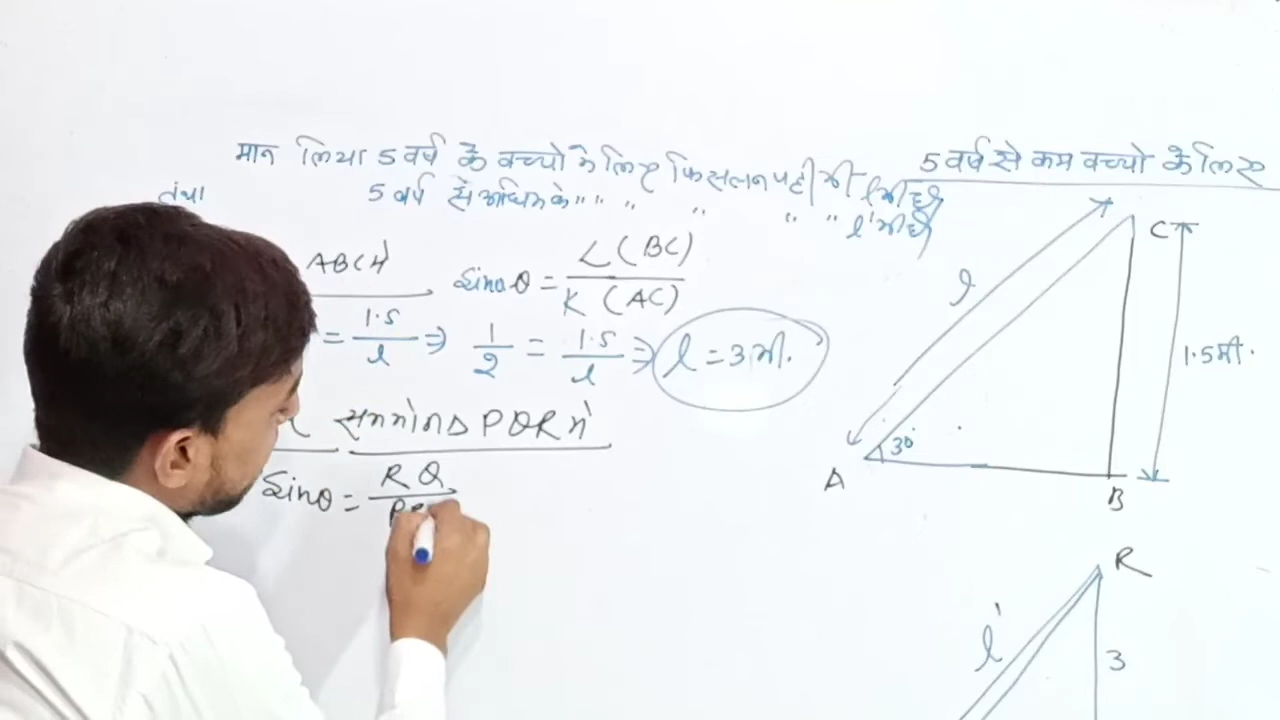 मान लिया 5 वर्ष के बच्चो के लिए फिसलनपट्टी की l मी है
तथा 5 वर्ष से अधिक के " " " " " " l' मी है
ABC में sinθ = L (BC) / K (AC)
= 1.5 / l ⇒ 1 / 2 = 1.5 / l ⇒ l = 3 मी.
समकोण Δ PQR में
Sinθ = RQ /
5 वर्ष से कम बच्चो के लिए
C
l
1.5 मी.
30°
A
B
R
l'
3